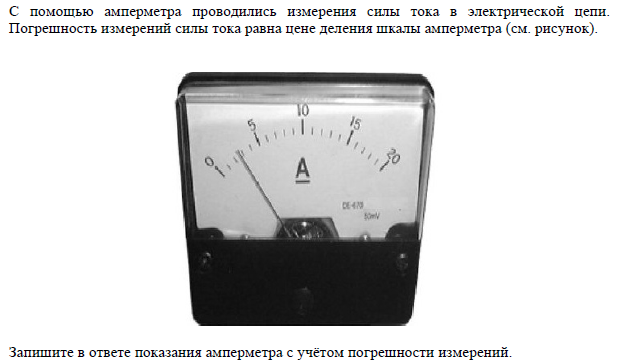 С помощью амперметра проводились измерения силы тока в электрической цепи.
Погрешность измерений силы тока равна цене деления шкалы амперметра (см. рисунок).
0 5 10 15 20
A
50mV
Запишите в ответе показания амперметра с учётом погрешности измерений.